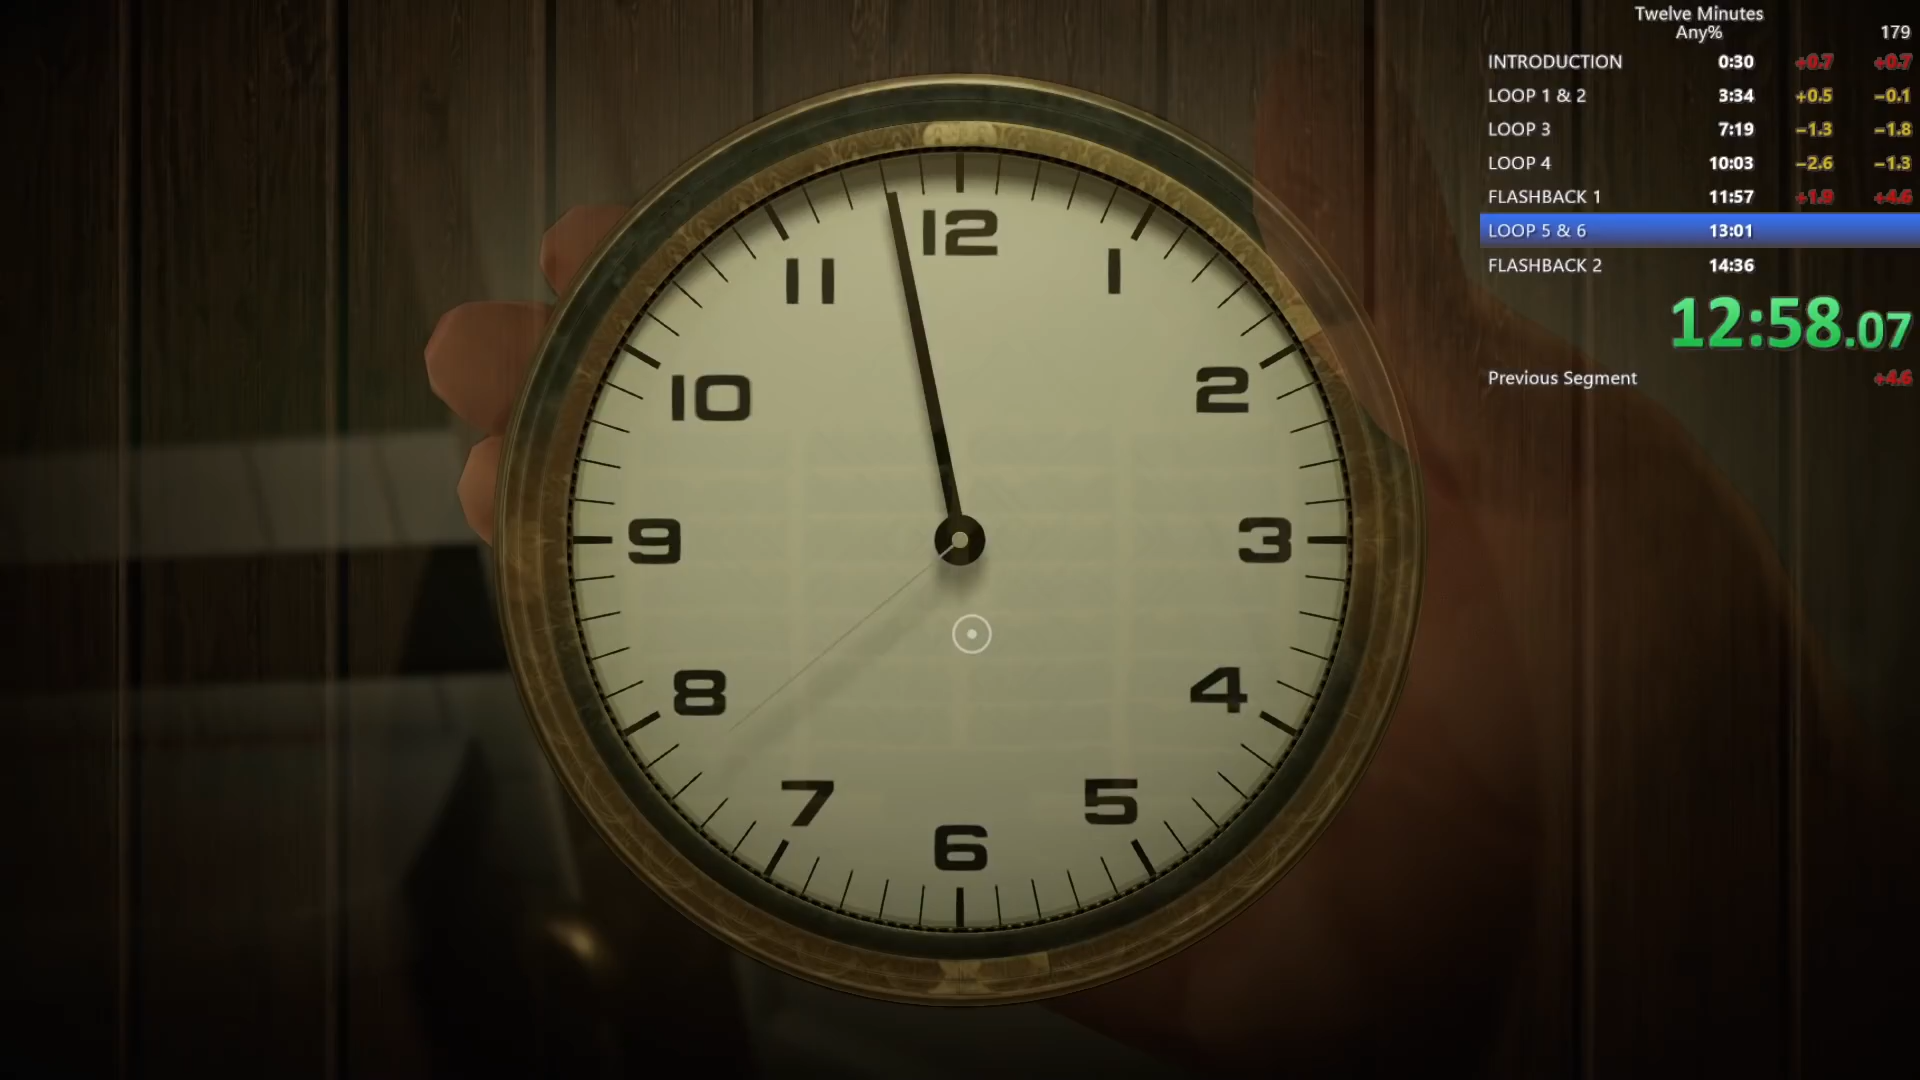 Twelve Minutes
Any% 179
INTRODUCTION 0:30 +0.7 +0.7
LOOP 1 & 2 3:34 +0.5 −0.1
LOOP 3 7:19 −1.3 −1.8
LOOP 4 10:03 −2.6 −1.3
FLASHBACK 1 11:57 +1.9 +4.6
LOOP 5 & 6 13:01
FLASHBACK 2 14:36
12:58.07
Previous Segment +4.6
12
11 1
10 2
9 3
8 4
7 5
6